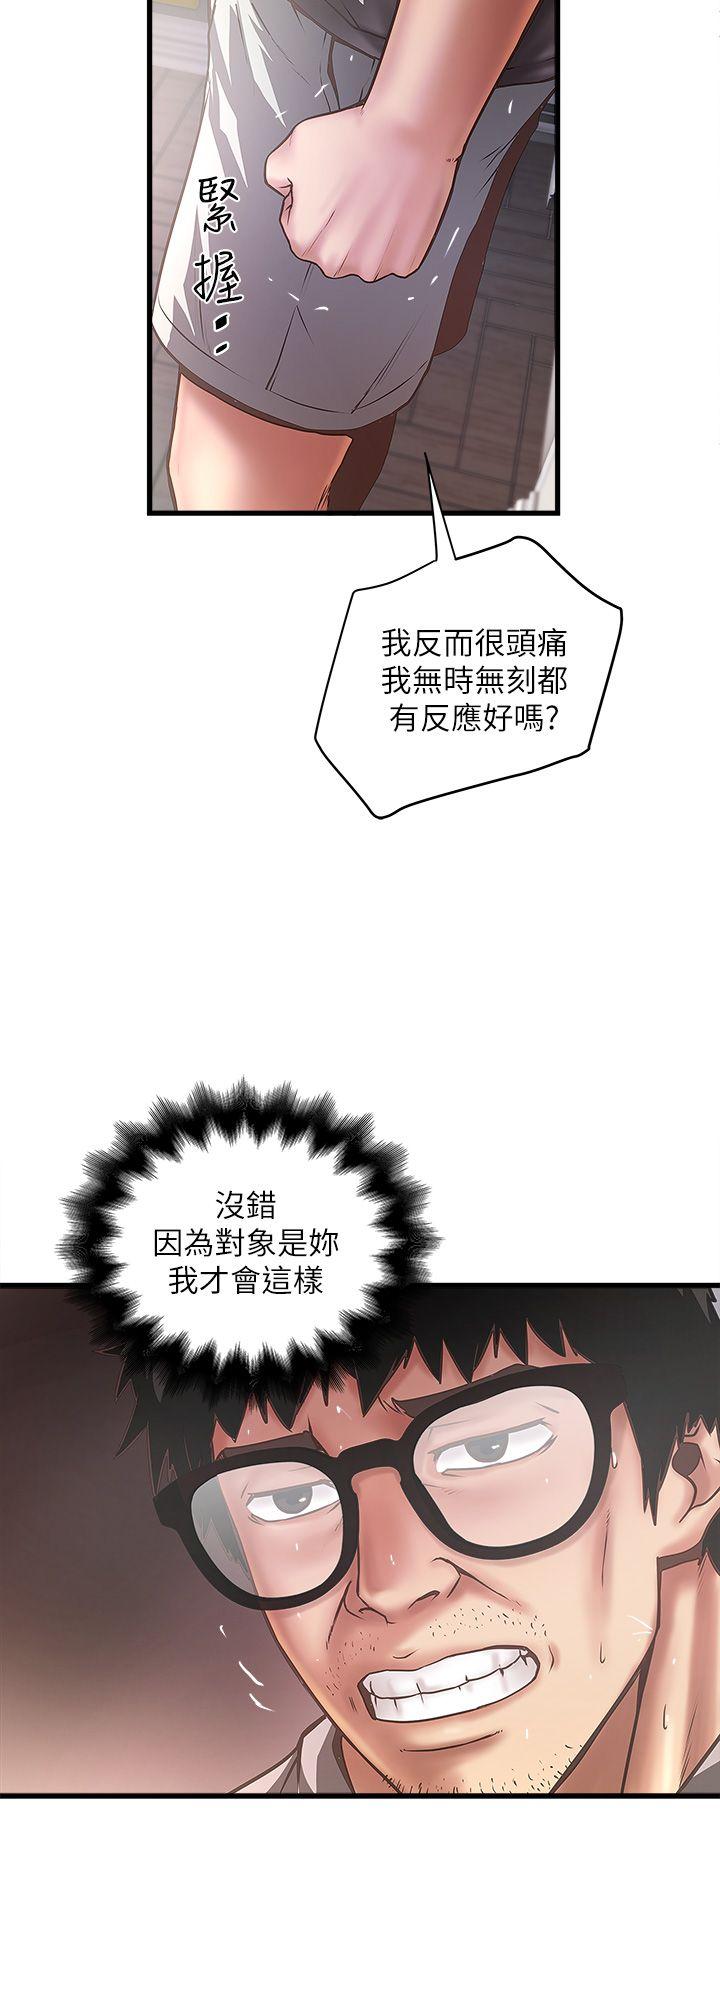 緊握⋯
我反而很頭痛
我無時無刻都
有反應好嗎?
沒錯
因為對象是妳
我才會這樣